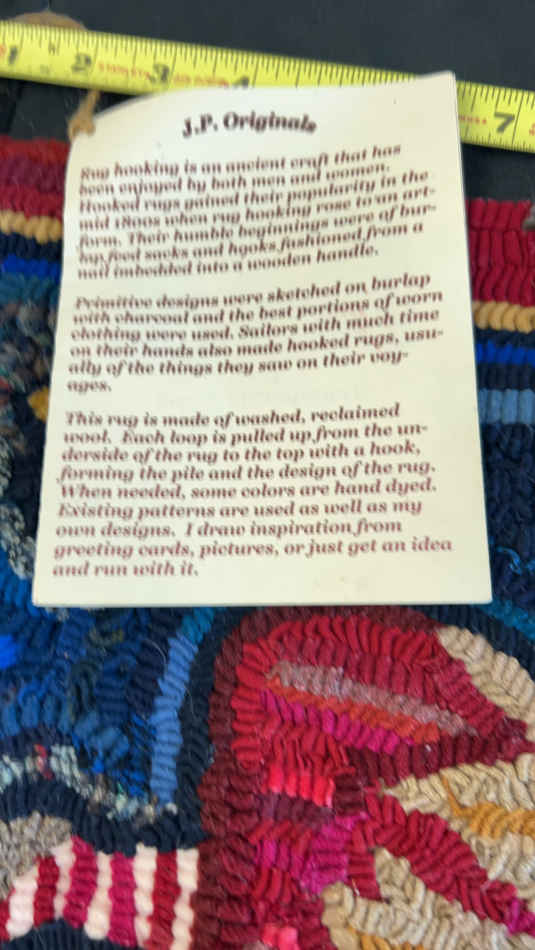 1 2 3 4 7
J.P. Originals
Rug hooking is an ancient craft that has
been enjoyed by both men and women.
Hooked rugs gained their popularity in the
mid 1800s when rug hooking rose to an art-
form. Their humble beginnings were of bur-
lap feed sacks and hooks fashioned from a
nail imbedded into a wooden handle.
Primitive designs were sketched on burlap
with charcoal and the best portions of worn
clothing were used. Sailors with much time
on their hands also made hooked rugs, usu-
ally of the things they saw on their voy-
ages.
This rug is made of washed, reclaimed
wool. Each loop is pulled up from the un-
derside of the rug to the top with a hook,
forming the pile and the design of the rug.
When needed, some colors are hand dyed.
Existing patterns are used as well as my
own designs. I draw inspiration from
greeting cards, pictures, or just get an idea
and run with it.